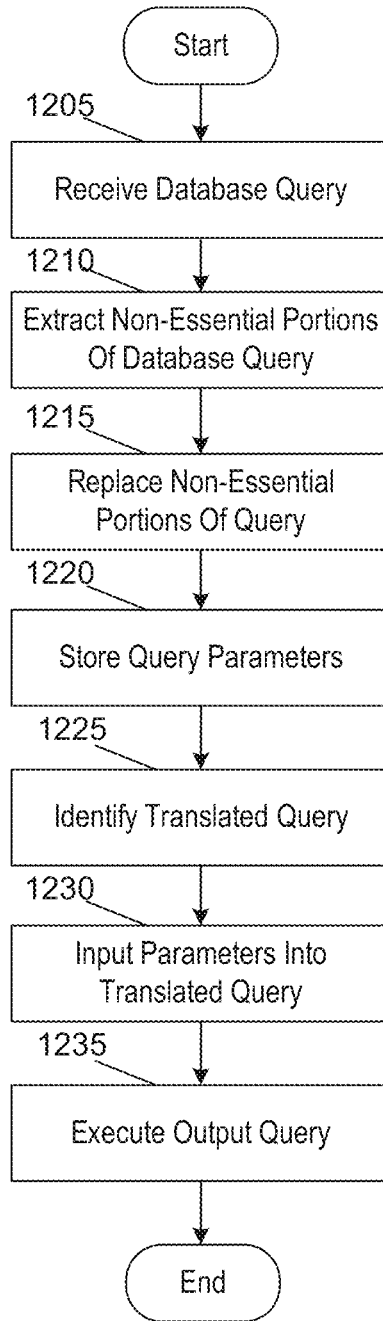 Start
1205
Receive Database Query
1210
Extract Non-Essential Portions
Of Database Query
1215
Replace Non-Essential
Portions Of Query
1220
Store Query Parameters
1225
Identify Translated Query
1230
Input Parameters Into
Translated Query
1235
Execute Output Query
End